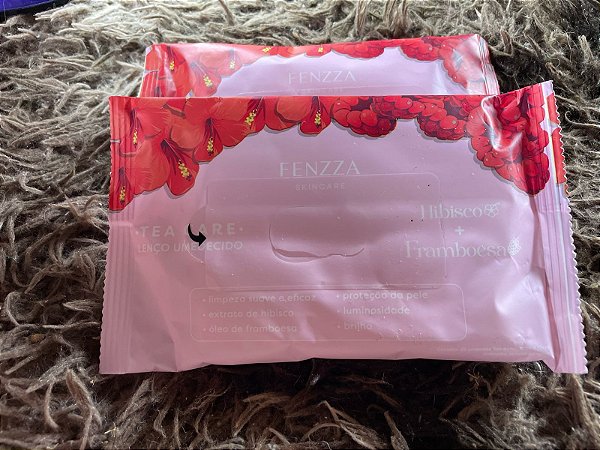 FENZZA
SKINCARE
FENZZA
SKINCARE
•TEA CARE•
LENÇO UMEDECIDO
Hibisco
+
Framboesa
• limpeza suave e eficaz
• extrato de hibisco
• óleo de framboesa
• proteção da pele
• luminosidade
• brilho